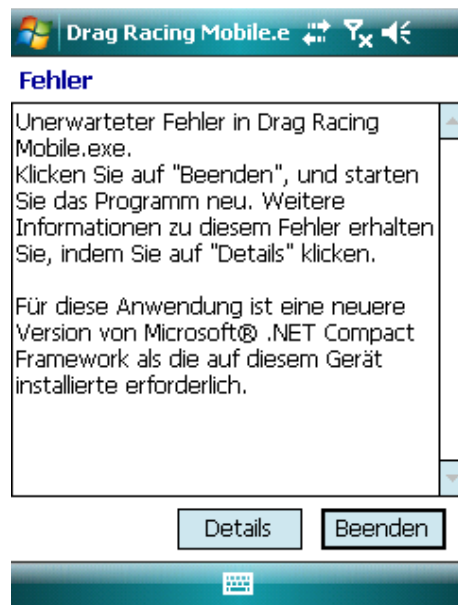 Drag Racing Mobile.e
Fehler
Unerwarteter Fehler in Drag Racing
Mobile.exe.
Klicken Sie auf "Beenden", und starten
Sie das Programm neu. Weitere
Informationen zu diesem Fehler erhalten
Sie, indem Sie auf "Details" klicken.
Für diese Anwendung ist eine neuere
Version von Microsoft® .NET Compact
Framework als die auf diesem Gerät
installierte erforderlich.
Details Beenden